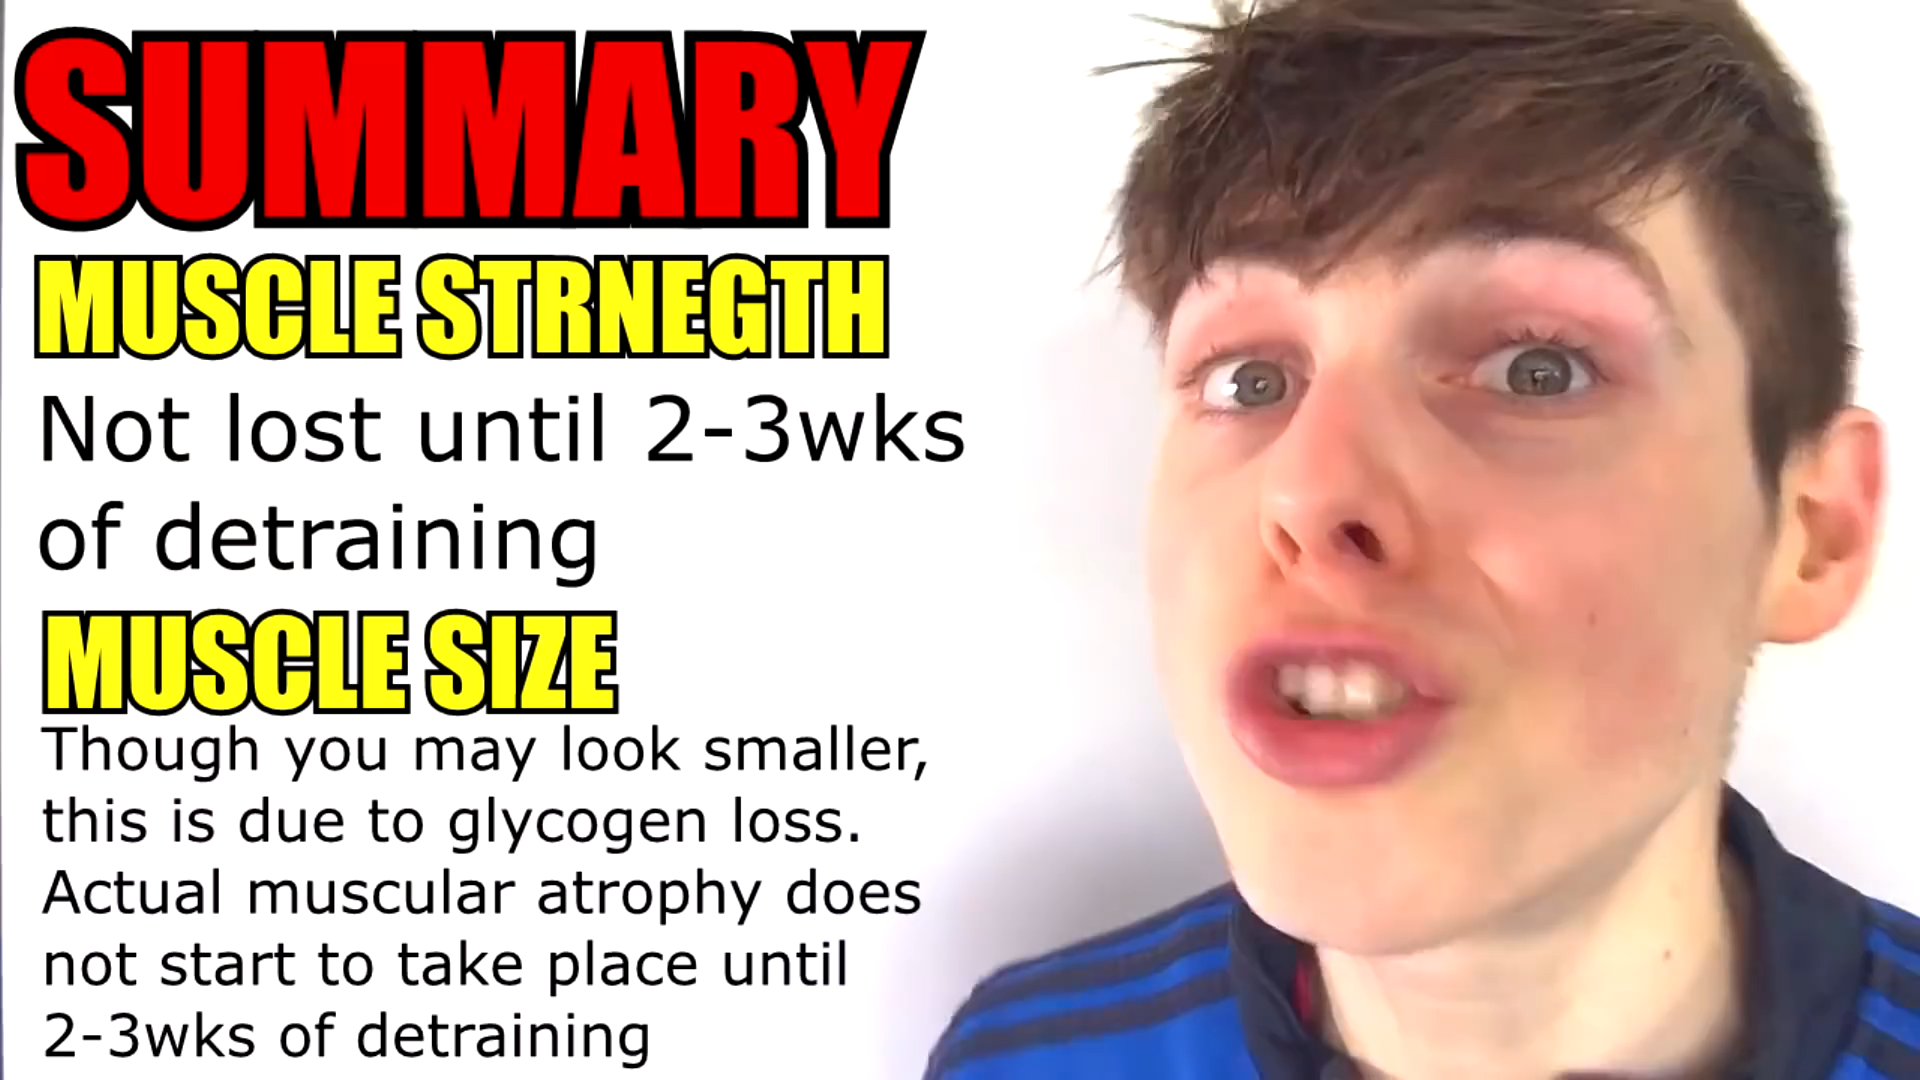 SUMMARY
MUSCLE STRNEGTH
Not lost until 2-3wks
of detraining
MUSCLE SIZE
Though you may look smaller,
this is due to glycogen loss.
Actual muscular atrophy does
not start to take place until
2-3wks of detraining